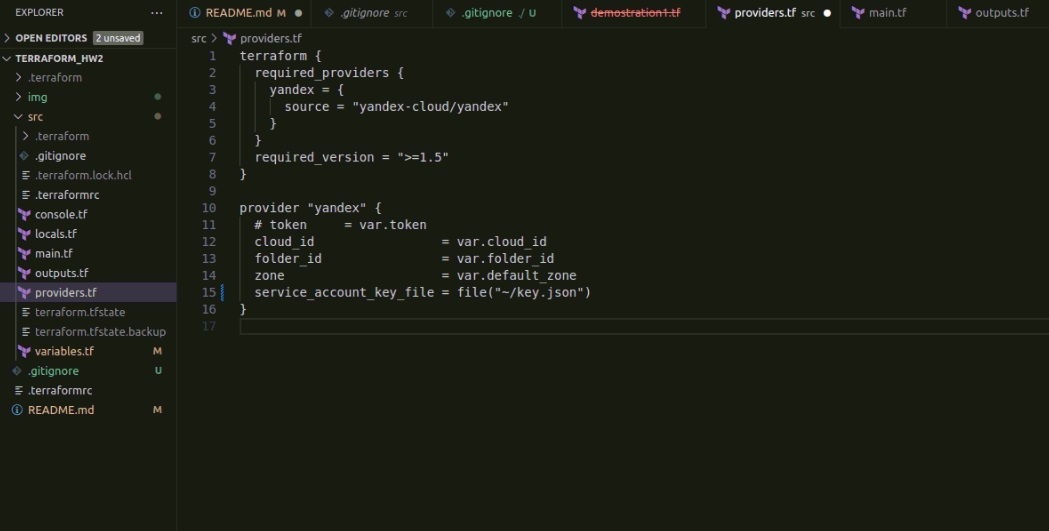 EXPLORER ...
OPEN EDITORS 2 unsaved
TERRAFORM_HW2
.terraform
img
src
.terraform
.gitignore
.terraform.lock.hcl
.terraformrc
console.tf
locals.tf
main.tf
outputs.tf
providers.tf
terraform.tfstate
terraform.tfstate.backup
variables.tf M
.gitignore U
.terraformrc
README.md M
README.md M .gitignore src .gitignore ./ U demostration1.tf providers.tf src main.tf outputs.tf
src > providers.tf
1 terraform {
2 required_providers {
3 yandex = {
4 source = "yandex-cloud/yandex"
5 }
6 }
7 required_version = ">=1.5"
8 }
9
10 provider "yandex" {
11 # token     = var.token
12 cloud_id                 = var.cloud_id
13 folder_id                = var.folder_id
14 zone                     = var.default_zone
15 service_account_key_file = file("~/key.json")
16 }
17